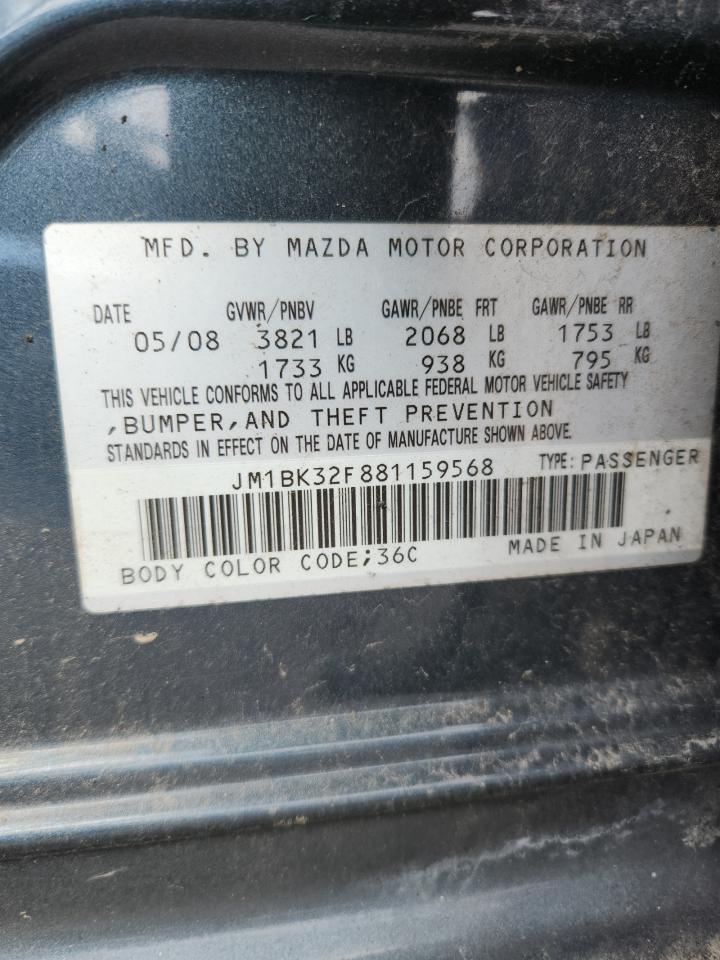 MFD. BY MAZDA MOTOR CORPORATION
DATE GVWR/PNBV GAWR/PNBE FRT GAWR/PNBE RR
05/08 3821 LB 2068 LB 1753 LB
1733 KG 938 KG 795 KG
THIS VEHICLE CONFORMS TO ALL APPLICABLE FEDERAL MOTOR VEHICLE SAFETY
,BUMPER,AND THEFT PREVENTION
STANDARDS IN EFFECT ON THE DATE OF MANUFACTURE SHOWN ABOVE.
JM1BK32F881159568 TYPE: PASSENGER
BODY COLOR CODE;36C MADE IN JAPAN